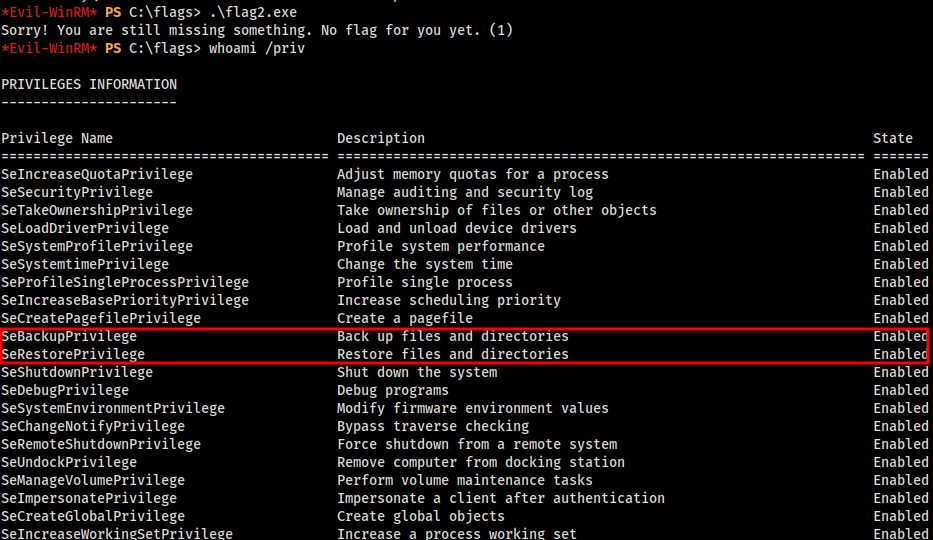 *Evil-WinRM* PS C:\flags> .\flag2.exe
Sorry! You are still missing something. No flag for you yet. (1)
*Evil-WinRM* PS C:\flags> whoami /priv
PRIVILEGES INFORMATION
----------------------
Privilege Name Description State
========================================= ================================================================== =======
SeIncreaseQuotaPrivilege Adjust memory quotas for a process Enabled
SeSecurityPrivilege Manage auditing and security log Enabled
SeTakeOwnershipPrivilege Take ownership of files or other objects Enabled
SeLoadDriverPrivilege Load and unload device drivers Enabled
SeSystemProfilePrivilege Profile system performance Enabled
SeSystemtimePrivilege Change the system time Enabled
SeProfileSingleProcessPrivilege Profile single process Enabled
SeIncreaseBasePriorityPrivilege Increase scheduling priority Enabled
SeCreatePagefilePrivilege Create a pagefile Enabled
SeBackupPrivilege Back up files and directories Enabled
SeRestorePrivilege Restore files and directories Enabled
SeShutdownPrivilege Shut down the system Enabled
SeDebugPrivilege Debug programs Enabled
SeSystemEnvironmentPrivilege Modify firmware environment values Enabled
SeChangeNotifyPrivilege Bypass traverse checking Enabled
SeRemoteShutdownPrivilege Force shutdown from a remote system Enabled
SeUndockPrivilege Remove computer from docking station Enabled
SeManageVolumePrivilege Perform volume maintenance tasks Enabled
SeImpersonatePrivilege Impersonate a client after authentication Enabled
SeCreateGlobalPrivilege Create global objects Enabled
SeIncreaseWorkingSetPrivilege Increase a process working set Enabled